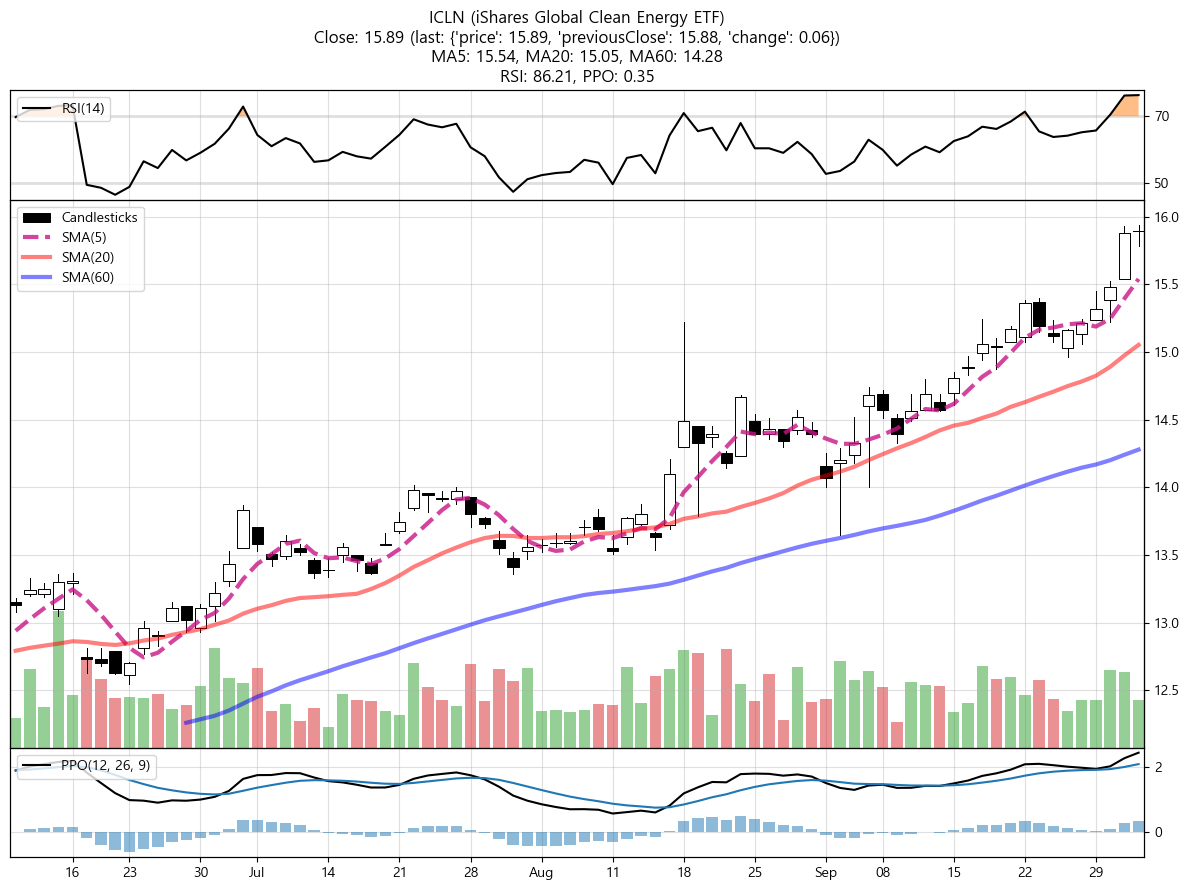 ICLN (iShares Global Clean Energy ETF)
Close: 15.89 (last: {'price': 15.89, 'previousClose': 15.88, 'change': 0.06})
MA5: 15.54, MA20: 15.05, MA60: 14.28
RSI: 86.21, PPO: 0.35
RSI(14)
70
50
Candlesticks
SMA(5)
SMA(20)
SMA(60)
16.0
15.5
15.0
14.5
14.0
13.5
13.0
12.5
PPO(12, 26, 9)
2
0
16 23 30 Jul 14 21 28 Aug 11 18 25 Sep 08 15 22 29